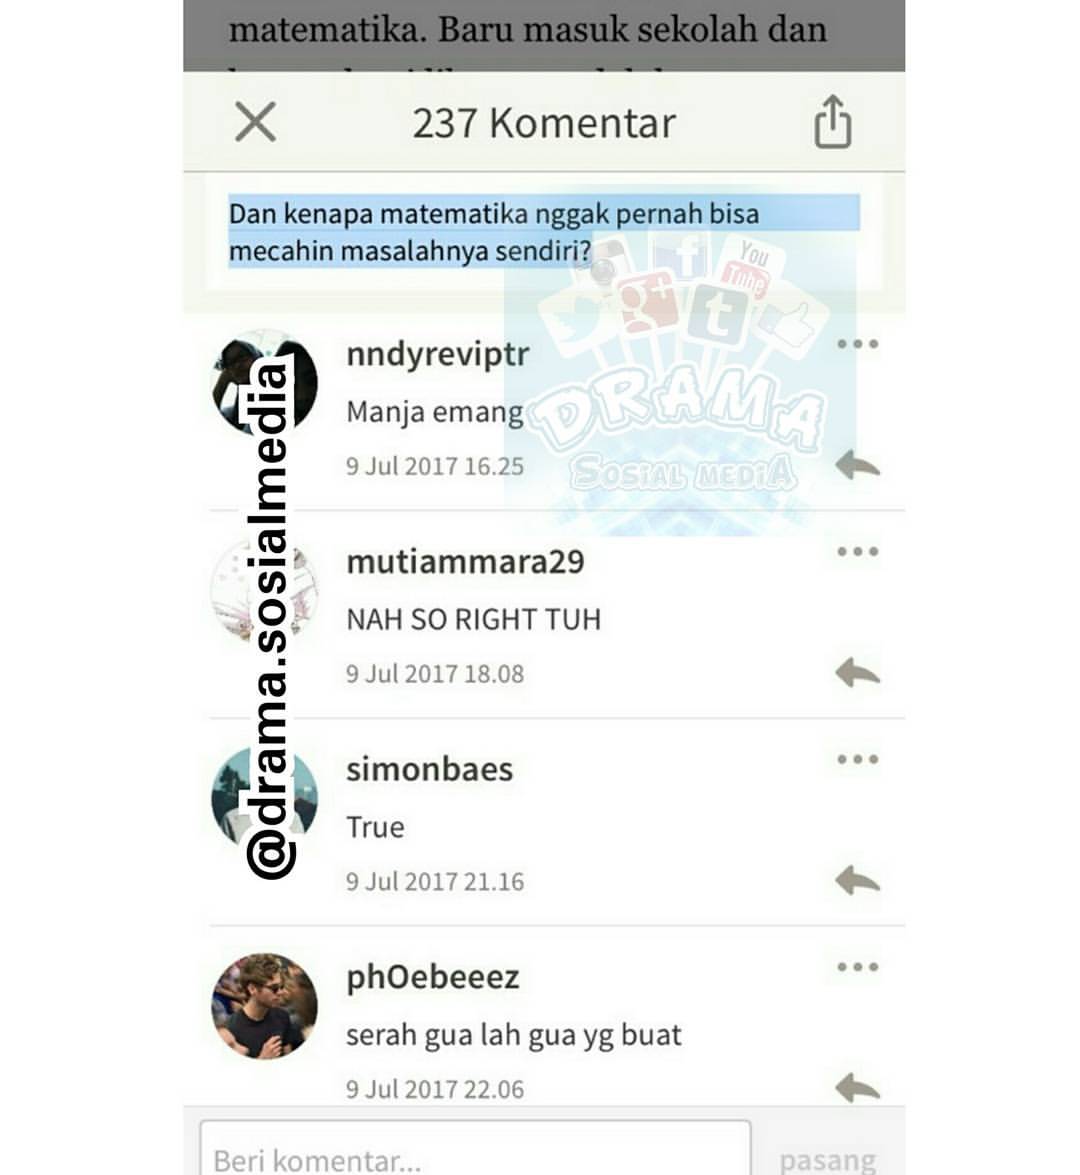 matematika. Baru masuk sekolah dan
237 Komentar
Dan kenapa matematika nggak pernah bisa
mecahin masalahnya sendiri?
You
Tube
f
g+
t
DRAMA
SOSIAL MEDIA
@drama.sosialmedia
nndyreviptr
Manja emang
9 Jul 2017 16.25
mutiammara29
NAH SO RIGHT TUH
9 Jul 2017 18.08
simonbaes
True
9 Jul 2017 21.16
phOebeeez
serah gua lah gua yg buat
9 Jul 2017 22.06
Beri komentar...
pasang